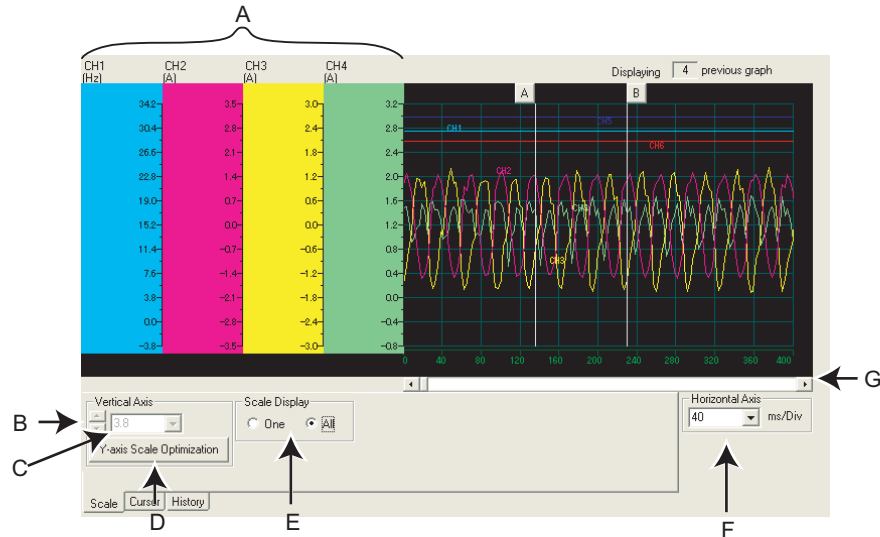 A
CH1 CH2 CH3 CH4
(Hz) (A) (A) (A)
Displaying 4 previous graph
A B
34.2 3.5 3.0 3.2
30.4 2.8 2.4 2.8
26.6 2.1 1.8 2.4
22.8 1.4 1.2 2.0
19.0 0.7 0.6 1.6
15.2 0.0 0.0 1.2
11.4 -0.7 -0.6 0.8
7.6 -1.4 -1.2 0.4
3.8 -2.1 -1.8 0.0
0.0 -2.8 -2.4 -0.4
-3.8 -3.5 -3.0 -0.8
CH5
CH1
CH6
CH2
CH3
0 40 80 120 160 200 240 280 320 360 400
G
Vertical Axis Scale Display Horizontal Axis
B 3.8 One All 40 ms/Div
C Y-axis Scale Optimization
Scale Cursor History
D E F